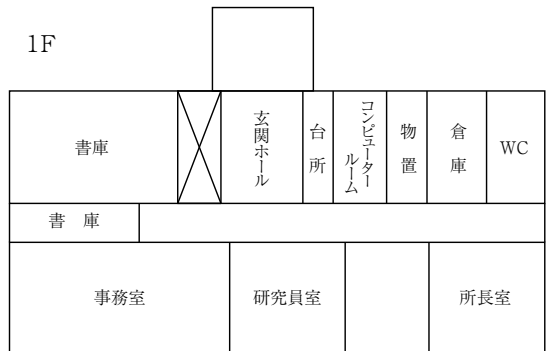 1F
書庫
玄関ホール
台所
コンピューター
ルーム
物置
倉庫
WC
書　庫
事務室
研究員室
所長室